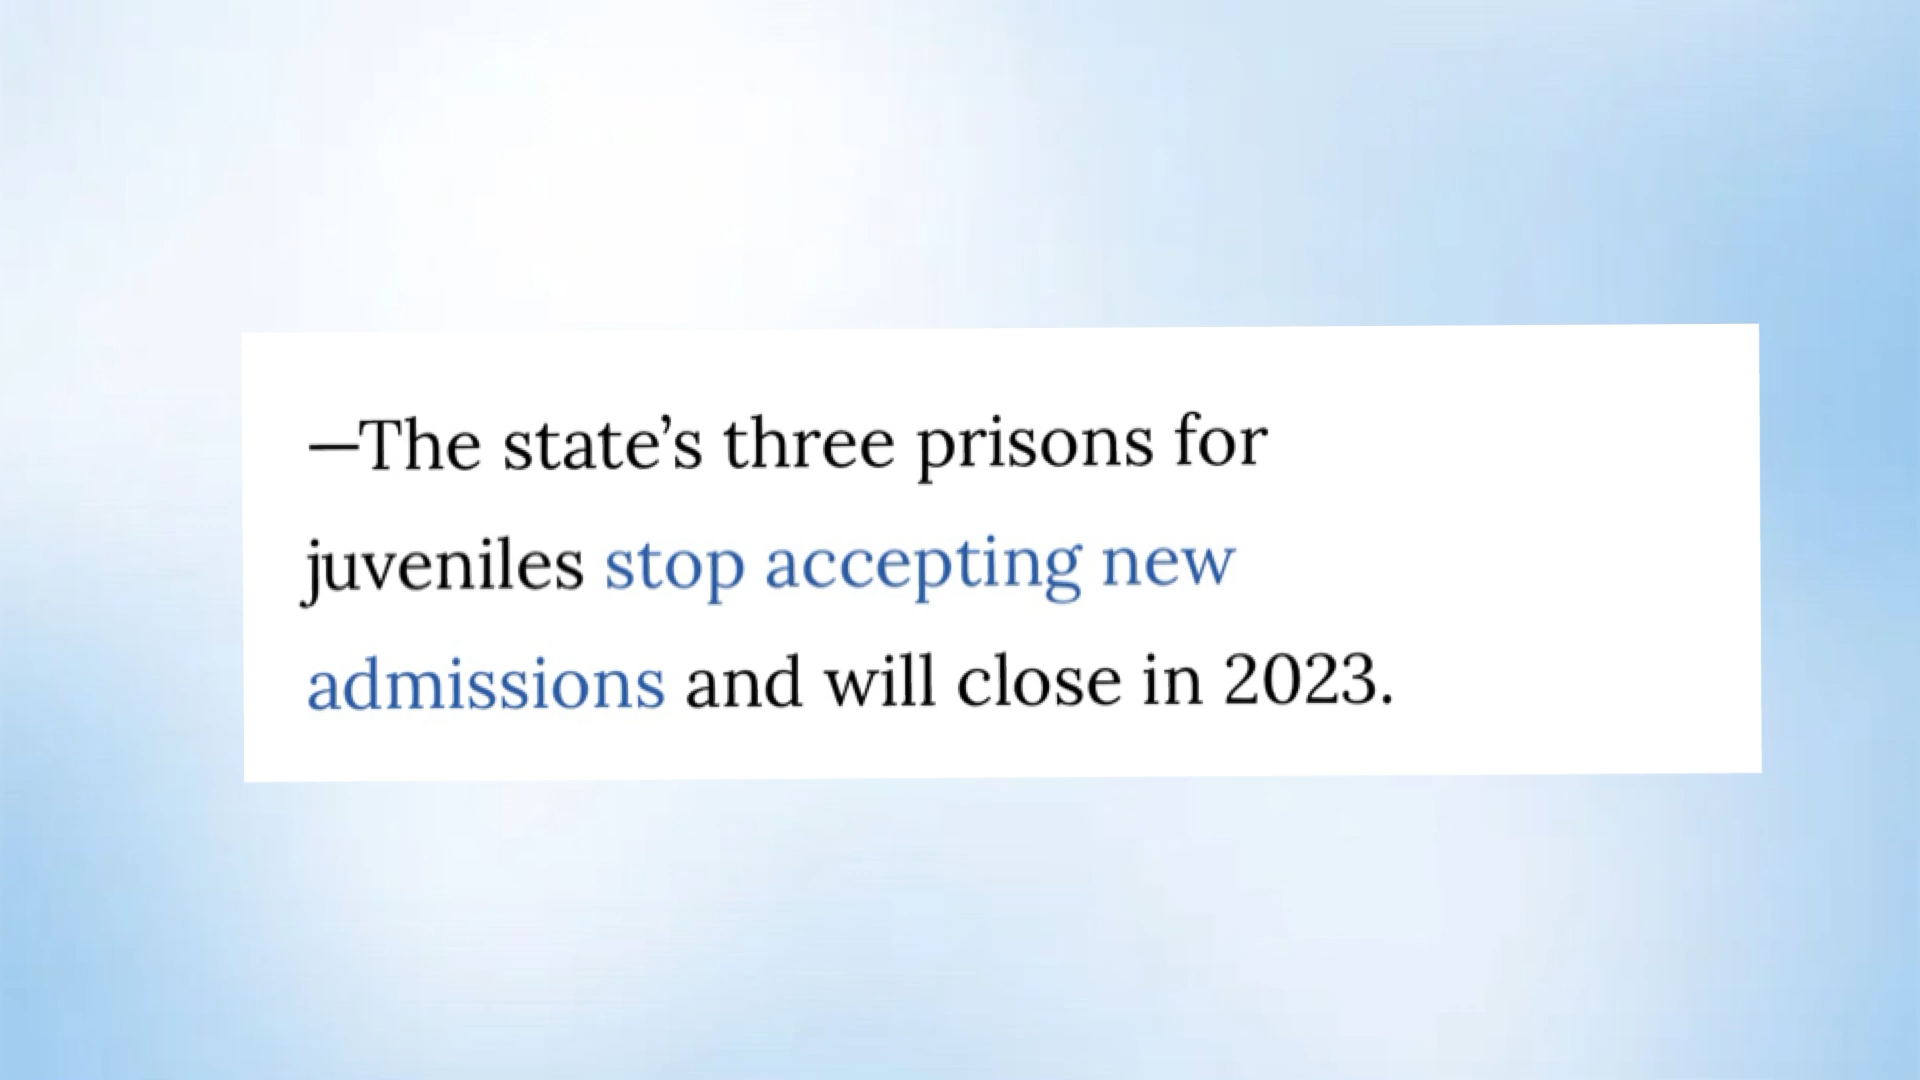 —The state’s three prisons for
juveniles stop accepting new
admissions and will close in 2023.